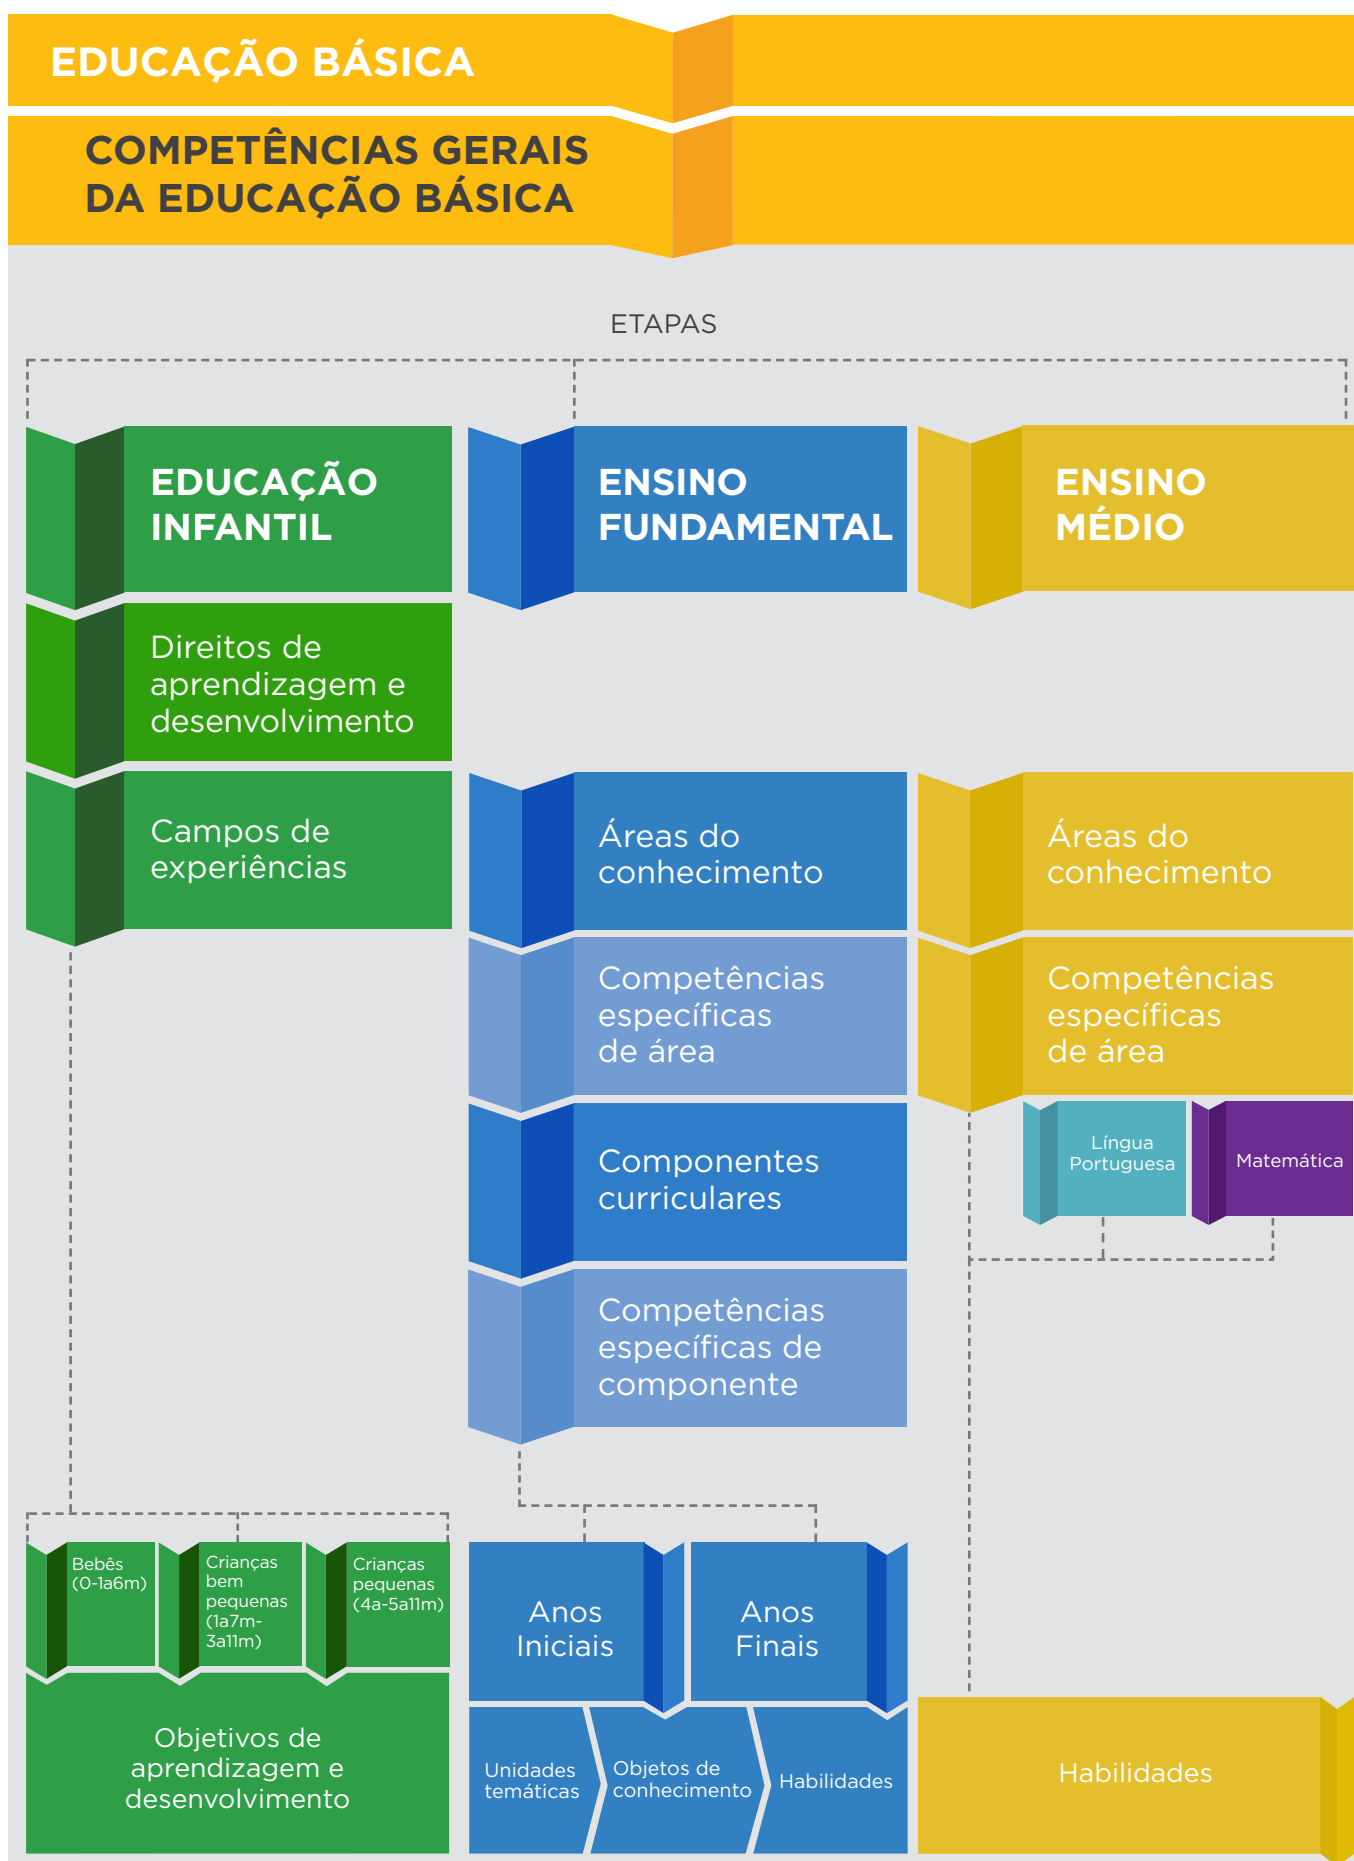 EDUCAÇÃO BÁSICA
COMPETÊNCIAS GERAIS
DA EDUCAÇÃO BÁSICA
ETAPAS
EDUCAÇÃO
INFANTIL
Direitos de
aprendizagem e
desenvolvimento
Campos de
experiências
Bebês
(0-1a6m)
Crianças
bem
pequenas
(1a7m-
3a11m)
Crianças
pequenas
(4a-5a11m)
Objetivos de
aprendizagem e
desenvolvimento
ENSINO
FUNDAMENTAL
Áreas do
conhecimento
Competências
específicas
de área
Componentes
curriculares
Competências
específicas de
componente
Anos
Iniciais
Anos
Finais
Unidades
temáticas
Objetos de
conhecimento
Habilidades
ENSINO
MÉDIO
Áreas do
conhecimento
Competências
específicas
de área
Língua
Portuguesa
Matemática
Habilidades